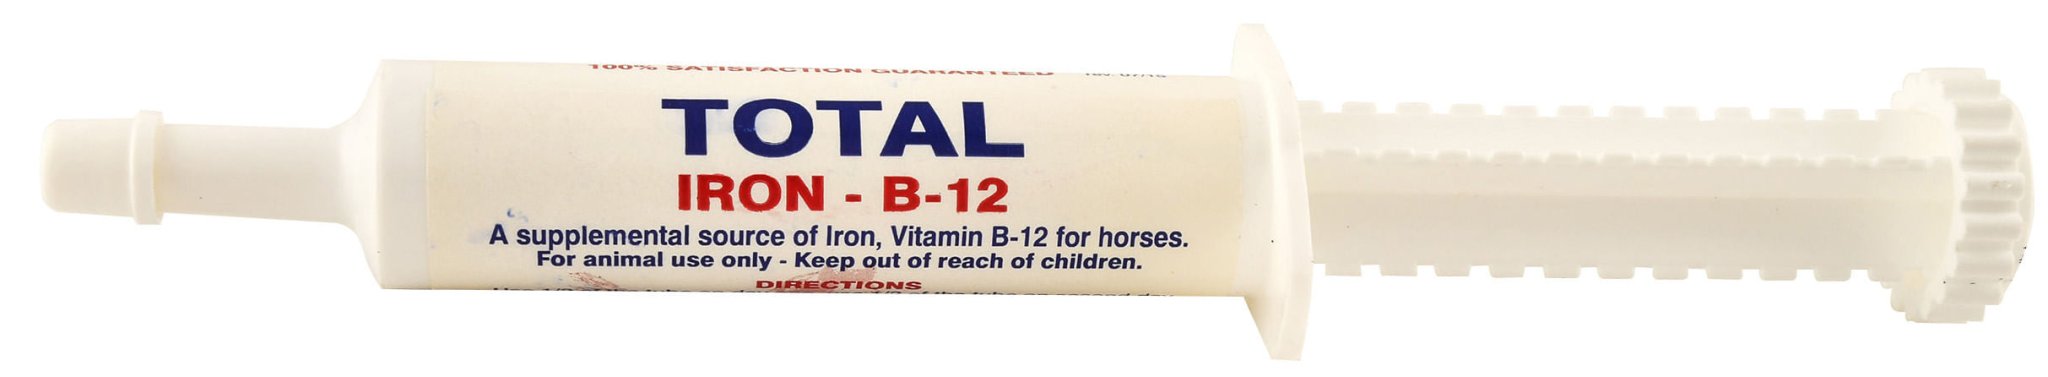 100% SATISFACTION GUARANTEED
TOTAL
IRON - B-12
A supplemental source of Iron, Vitamin B-12 for horses.
For animal use only - Keep out of reach of children.
DIRECTIONS